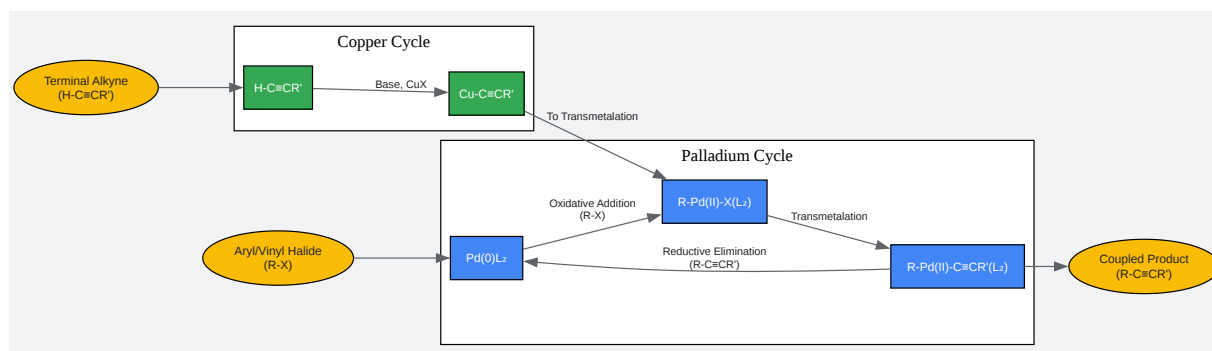 Copper Cycle
Terminal Alkyne
(H-C≡CR')
H-C≡CR'
Base, CuX
Cu-C≡CR'
To Transmetalation
Palladium Cycle
Oxidative Addition
(R-X)
R-Pd(II)-X(L₂)
Transmetalation
Aryl/Vinyl Halide
(R-X)
Pd(0)L₂
Reductive Elimination
(R-C≡CR')
R-Pd(II)-C≡CR'(L₂)
Coupled Product
(R-C≡CR')